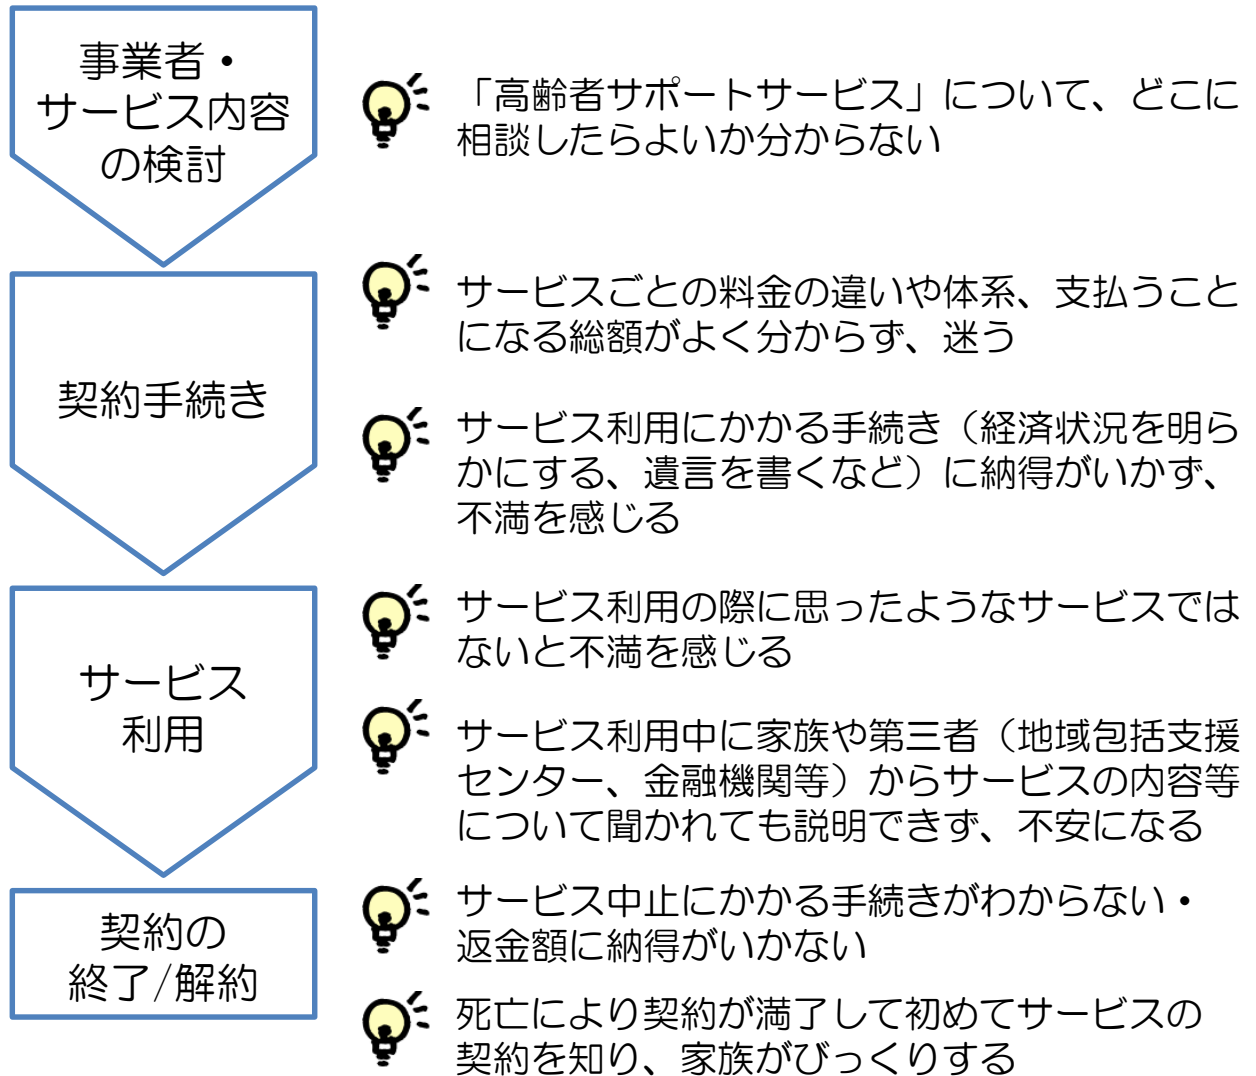 事業者・
サービス内容
の検討
「高齢者サポートサービス」について、どこに
相談したらよいか分からない
契約手続き
サービスごとの料金の違いや体系、支払うこと
になる総額がよく分からず、迷う
サービス利用にかかる手続き（経済状況を明ら
かにする、遺言を書くなど）に納得がいかず、
不満を感じる
サービス
利用
サービス利用の際に思ったようなサービスでは
ないと不満を感じる
サービス利用中に家族や第三者（地域包括支援
センター、金融機関等）からサービスの内容等
について聞かれても説明できず、不安になる
契約の
終了/解約
サービス中止にかかる手続きがわからない・
返金額に納得がいかない
死亡により契約が満了して初めてサービスの
契約を知り、家族がびっくりする